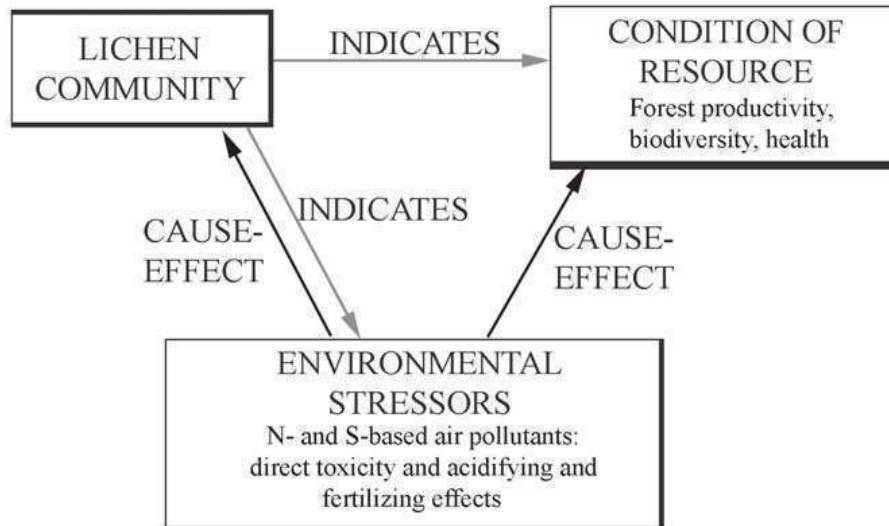 LICHEN
COMMUNITY
INDICATES
CONDITION OF
RESOURCE
Forest productivity,
biodiversity, health
INDICATES
CAUSE-
EFFECT
CAUSE-
EFFECT
ENVIRONMENTAL
STRESSORS
N- and S-based air pollutants:
direct toxicity and acidifying and
fertilizing effects